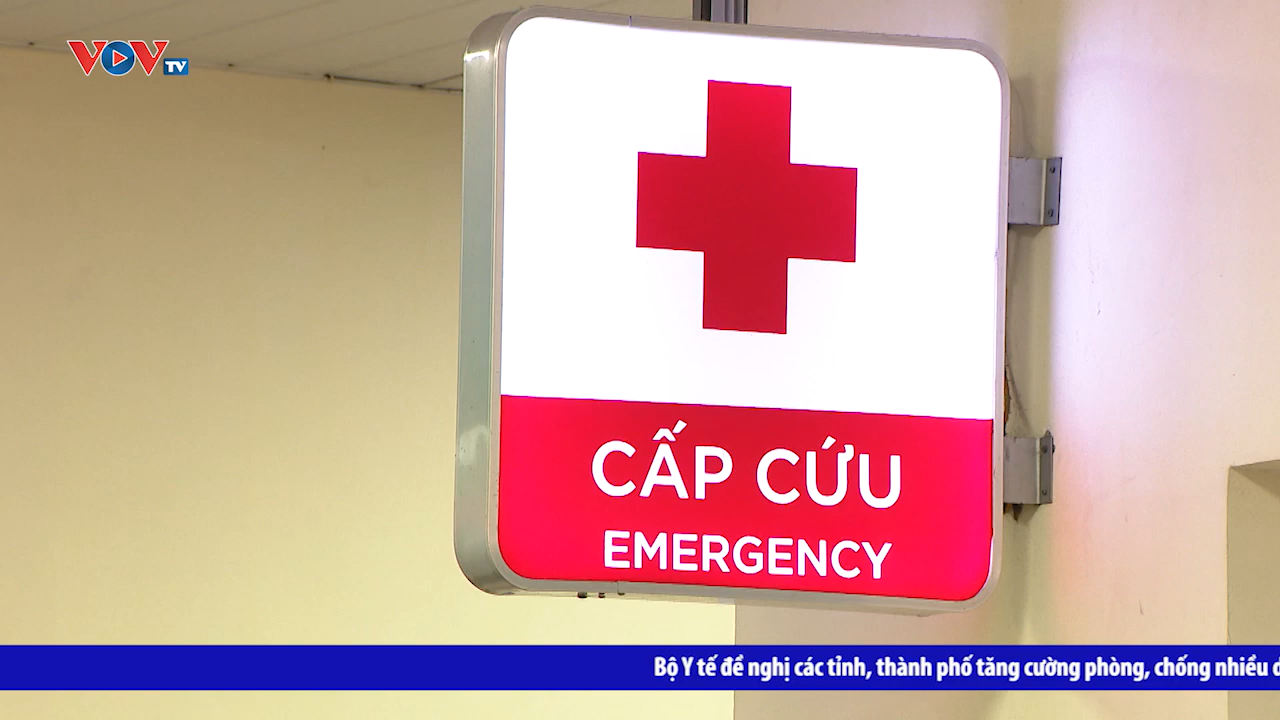 VOV TV
CẤP CỨU
EMERGENCY
Bộ Y tế đề nghị các tỉnh, thành phố tăng cường phòng, chống nhiều